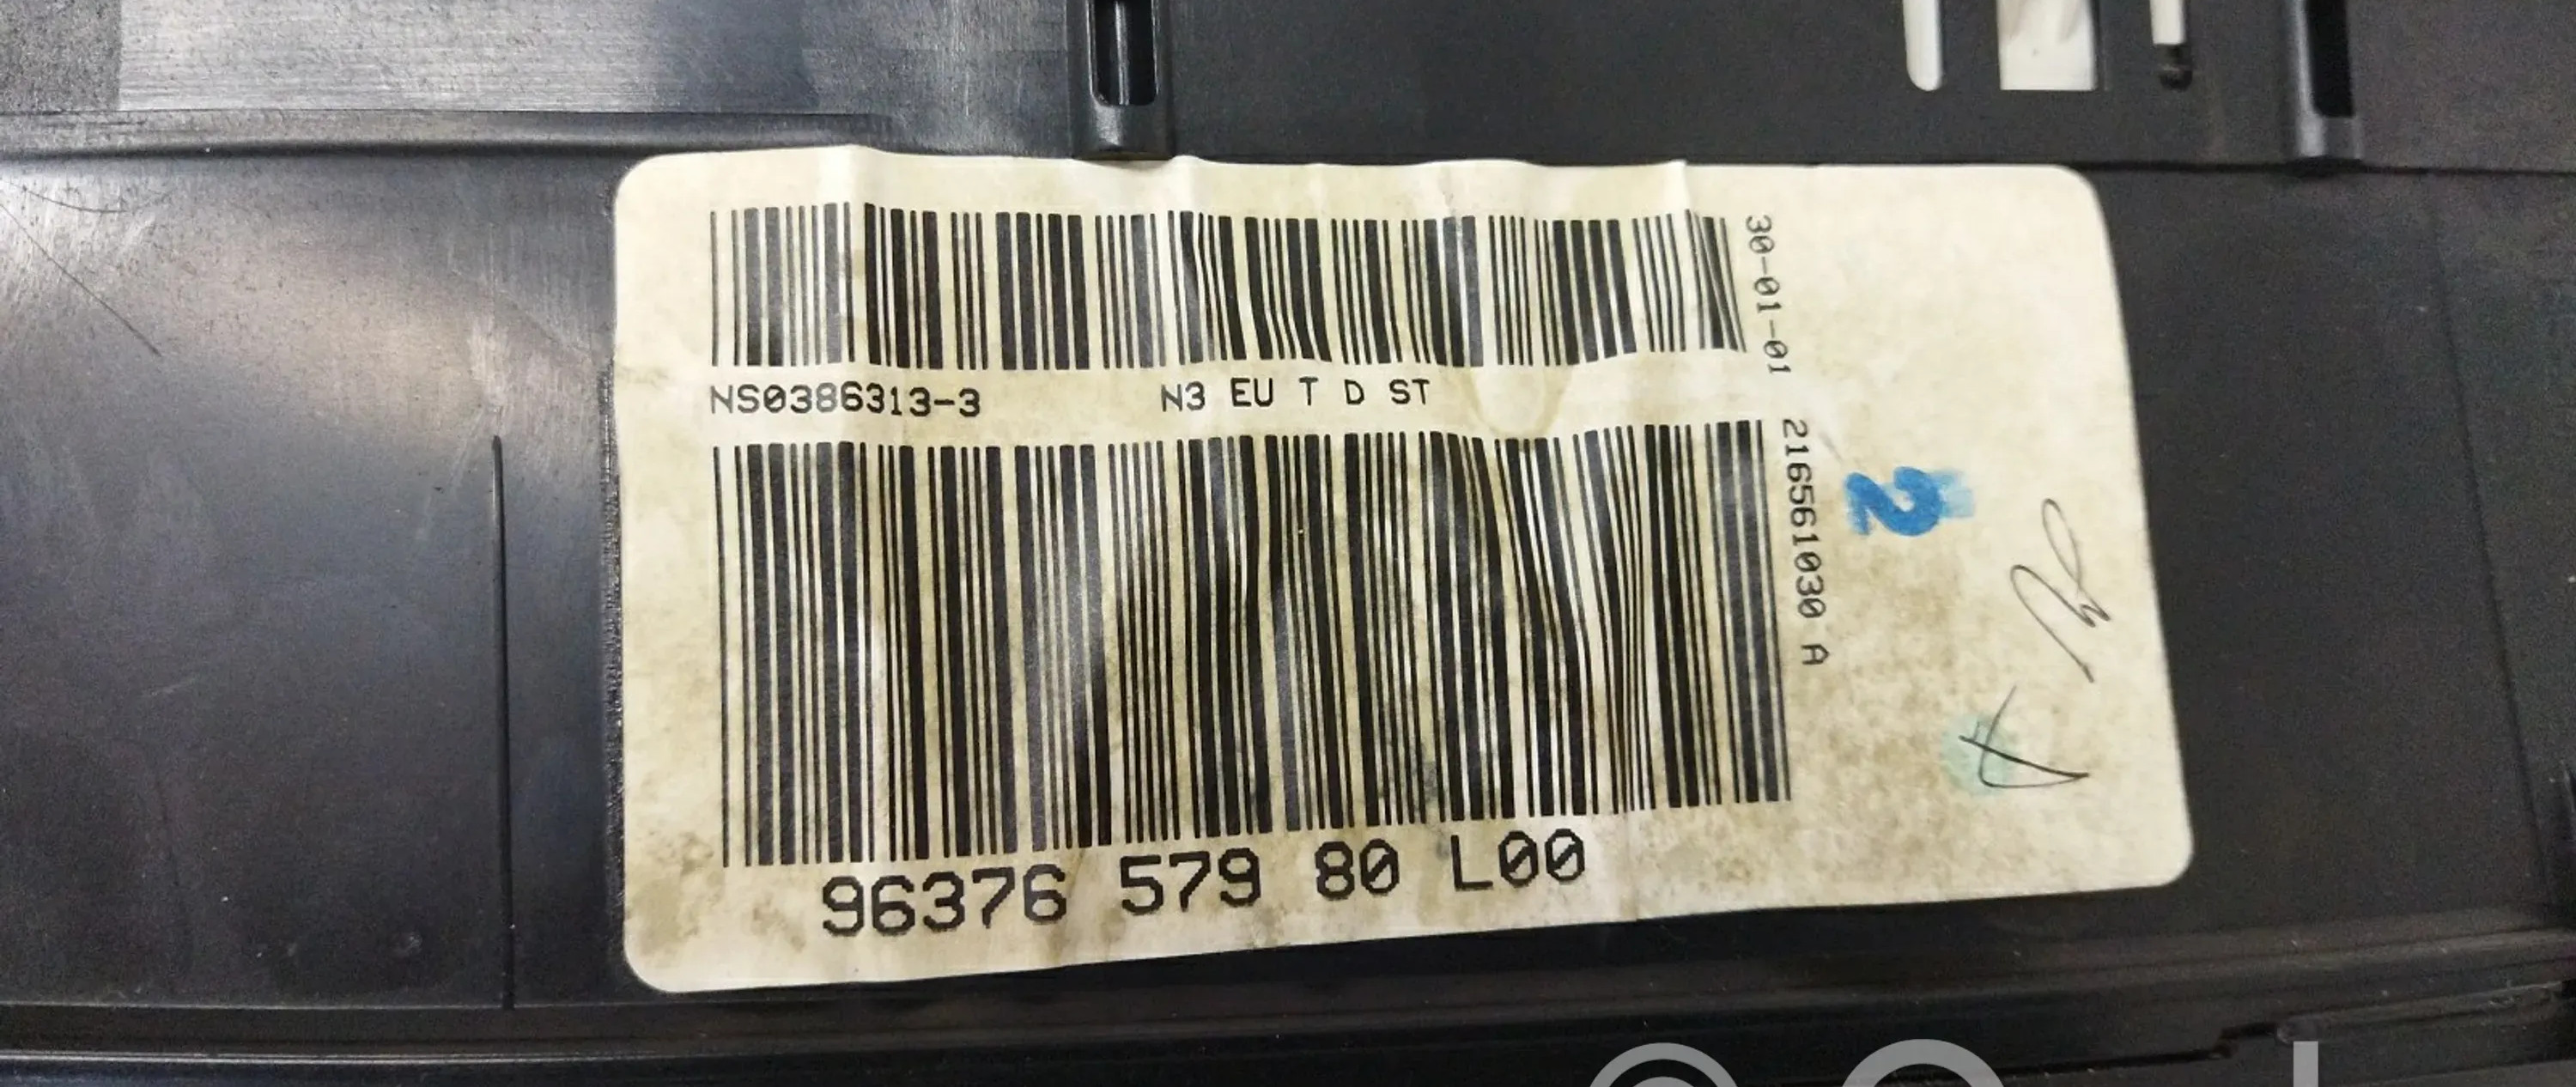 NS0386313-3 N3 EU T D ST
96376 579 80 L00
30-01-01 216561030 A
2